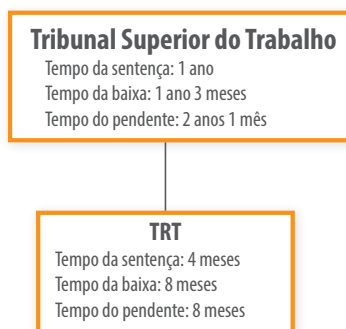 Tribunal Superior do Trabalho
Tempo da sentença: 1 ano
Tempo da baixa: 1 ano 3 meses
Tempo do pendente: 2 anos 1 mês
TRT
Tempo da sentença: 4 meses
Tempo da baixa: 8 meses
Tempo do pendente: 8 meses